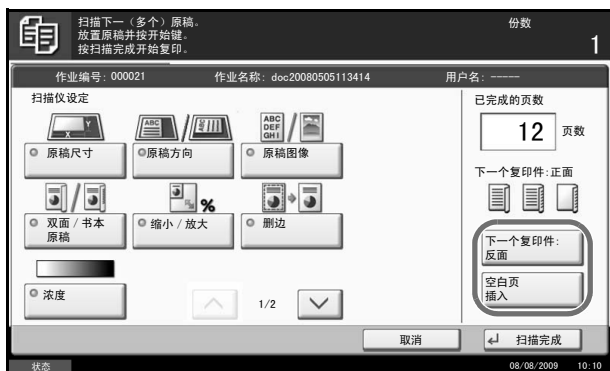 扫描下一（多个）原稿。
放置原稿并按开始键。
按扫描完成开始复印。
份数
1
作业编号: 000021
作业名称: doc20080505113414
用户名: -----
扫描仪设定
已完成的页数
12 页数
ABC
ABC
ABC
DEF
GHI
原稿尺寸
原稿方向
原稿图像
下一个复印件:正面
%
双面 / 书本
原稿
缩小 / 放大
删边
下一个复印件:
反面
空白页
插入
浓度
1/2
取消
扫描完成
状态
08/08/2009 10:10